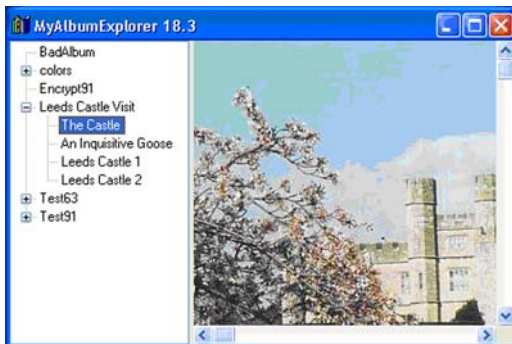 MyAlbumExplorer 18.3
BadAlbum
colors
Encrypt91
Leeds Castle Visit
The Castle
An Inquisitive Goose
Leeds Castle 1
Leeds Castle 2
Test63
Test91